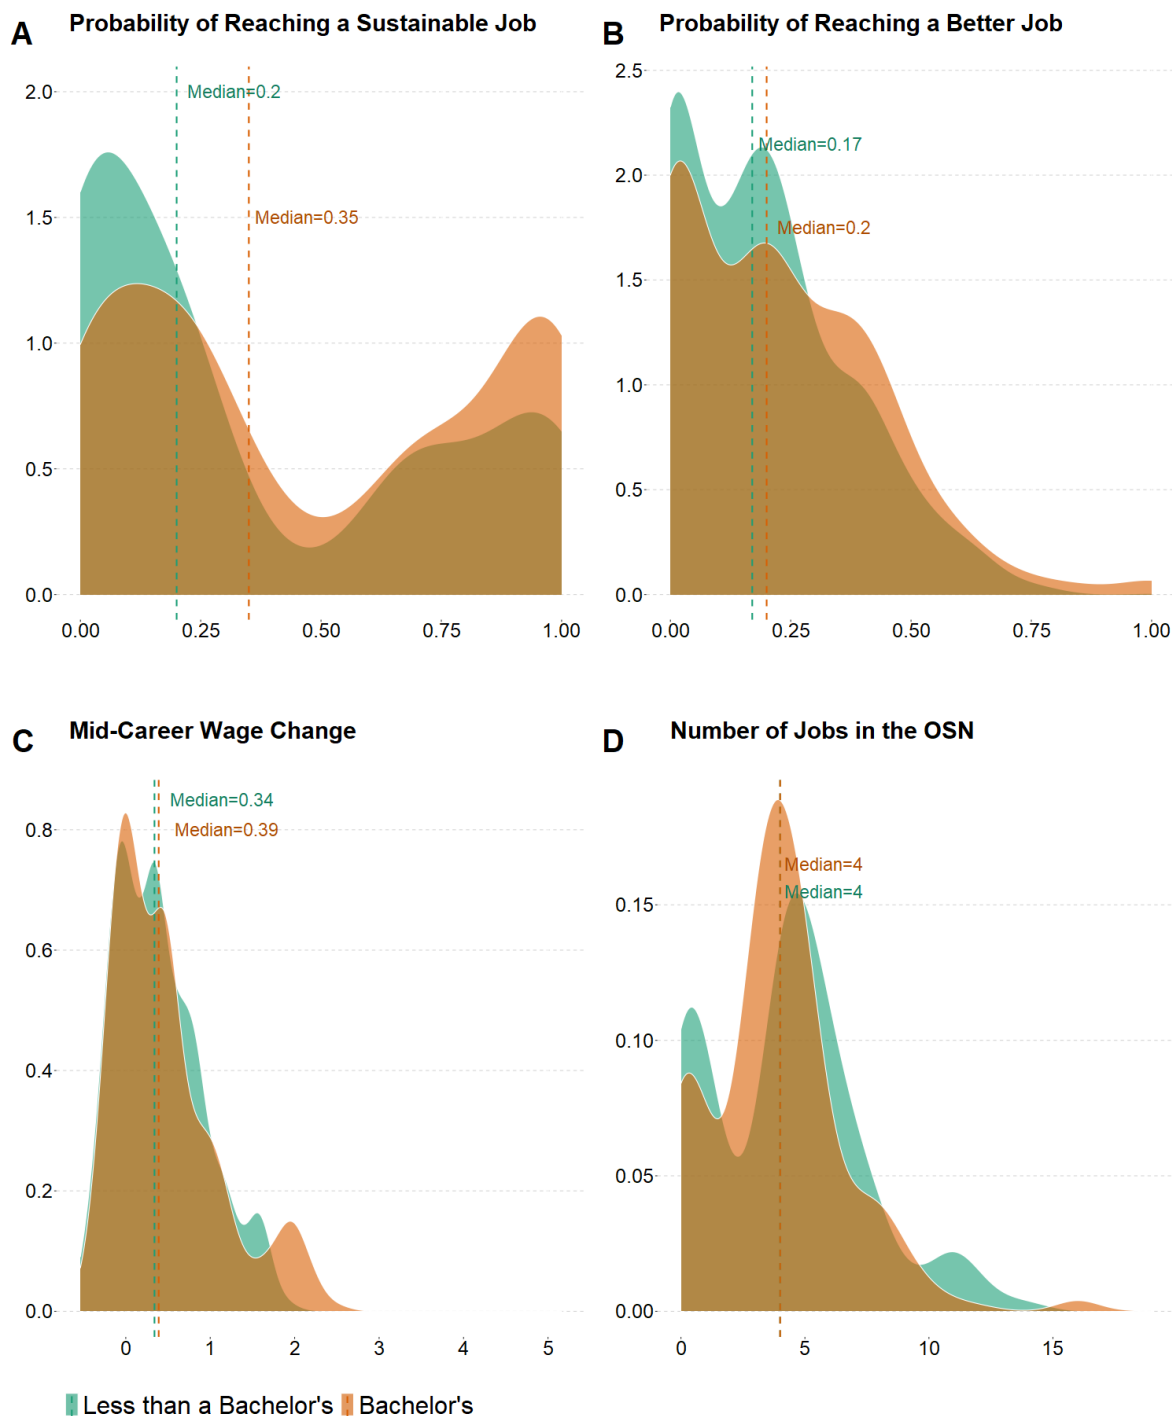 A Probability of Reaching a Sustainable Job
2.0
1.5
1.0
0.5
0.0
Median=0.2
Median=0.35
0.00 0.25 0.50 0.75 1.00
B Probability of Reaching a Better Job
2.5
2.0
1.5
1.0
0.5
0.0
Median=0.17
Median=0.2
0.00 0.25 0.50 0.75 1.00
C Mid-Career Wage Change
0.8
0.6
0.4
0.2
0.0
Median=0.34
Median=0.39
0 1 2 3 4 5
D Number of Jobs in the OSN
0.15
0.10
0.05
0.00
Median=4
Median=4
0 5 10 15
Less than a Bachelor's Bachelor's